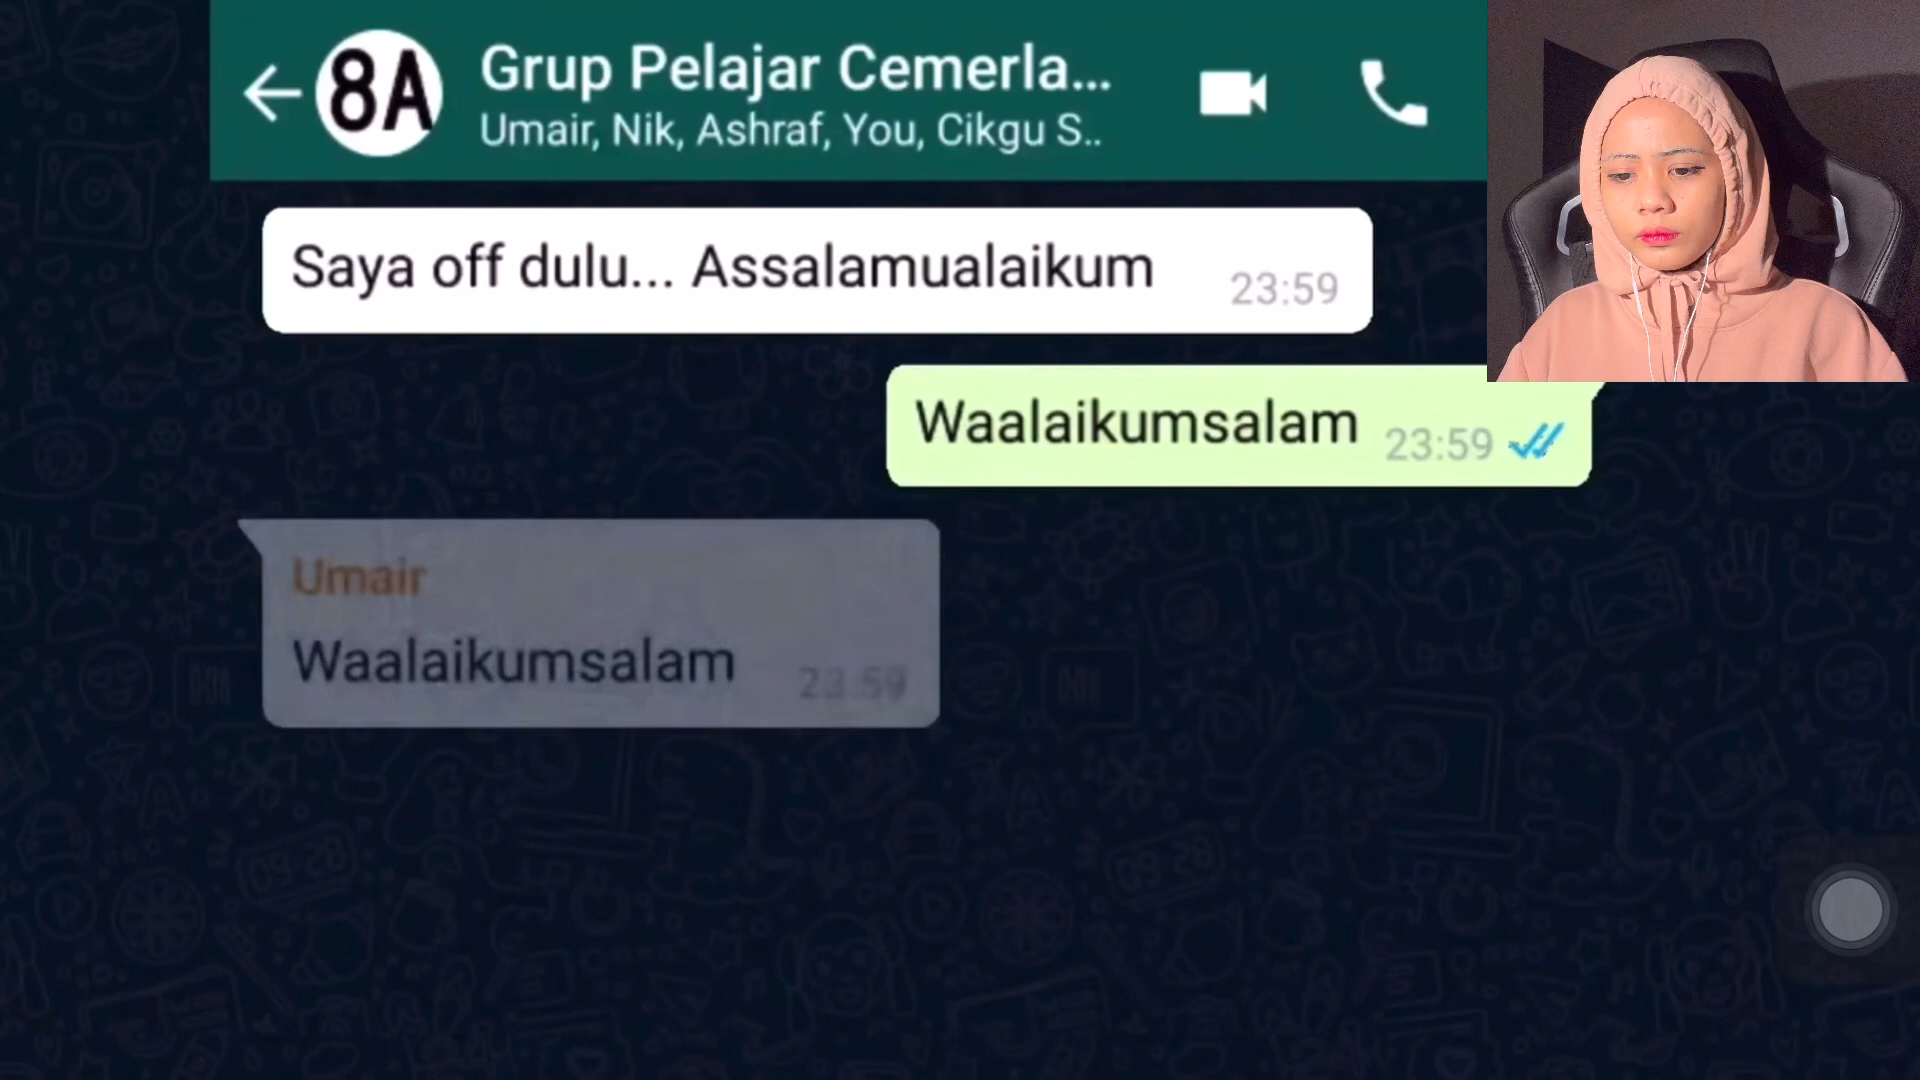 8A
Grup Pelajar Cemerla...
Umair, Nik, Ashraf, You, Cikgu S..
Saya off dulu... Assalamualaikum 23:59
Waalaikumsalam 23:59
Umair
Waalaikumsalam 23:59